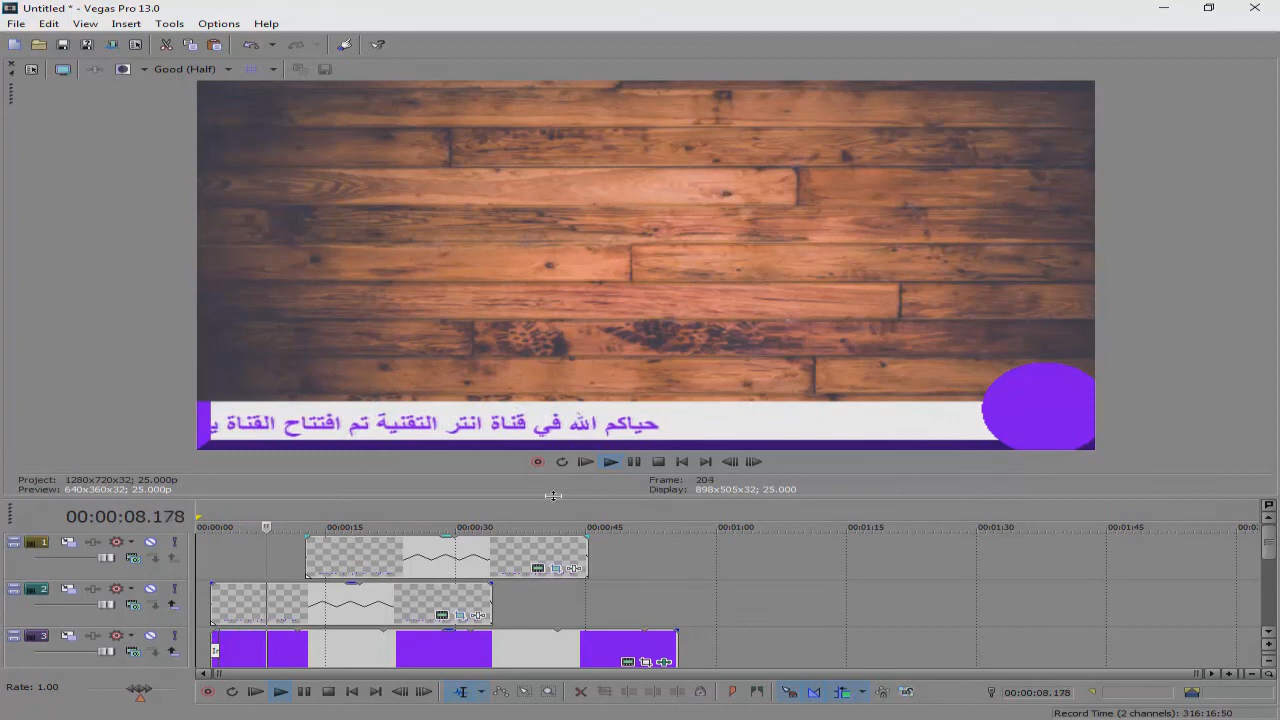 Untitled * - Vegas Pro 13.0
File Edit View Insert Tools Options Help
Good (Half)
حياكم الله في قناة انتر التقنية تم افتتاح القناة
Project: 1280x720x32; 25.000p
Frame: 204
Preview: 640x360x32; 25.000p
Display: 898x505x32; 25.000
00:00:08.178
00:00:00 00:00:15 00:00:30 00:00:45 00:01:00 00:01:15 00:01:30 00:01:45
1
2
3
Rate: 1.00
00:00:08.178
Record Time (2 channels): 316:16:50